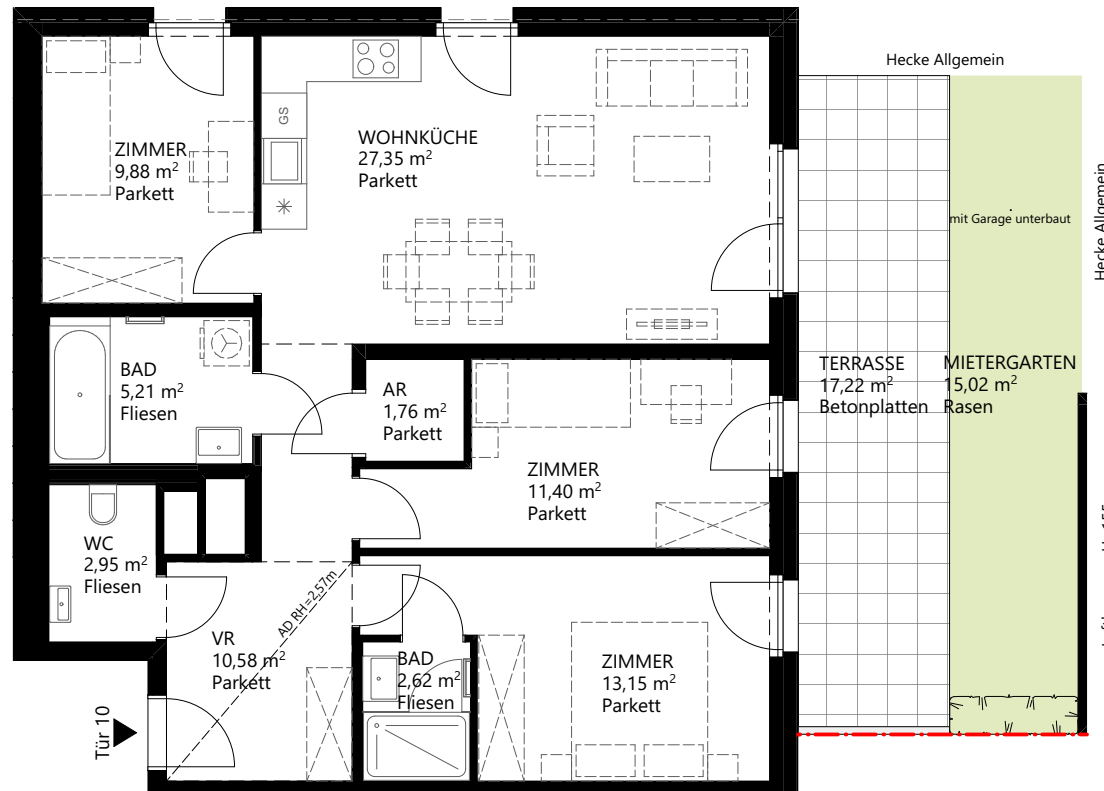 Hecke Allgemein
GS
ZIMMER
9,88 m²
Parkett
WOHNKÜCHE
27,35 m²
Parkett
mit Garage unterbaut
Hecke Allgemein
BAD
5,21 m²
Fliesen
AR
1,76 m²
Parkett
TERRASSE
17,22 m²
Betonplatten
MIETERGARTEN
15,02 m²
Rasen
ZIMMER
11,40 m²
Parkett
WC
2,95 m²
Fliesen
AD RH=2,57m
VR
10,58 m²
Parkett
BAD
2,62 m²
Fliesen
ZIMMER
13,15 m²
Parkett
Tür 10